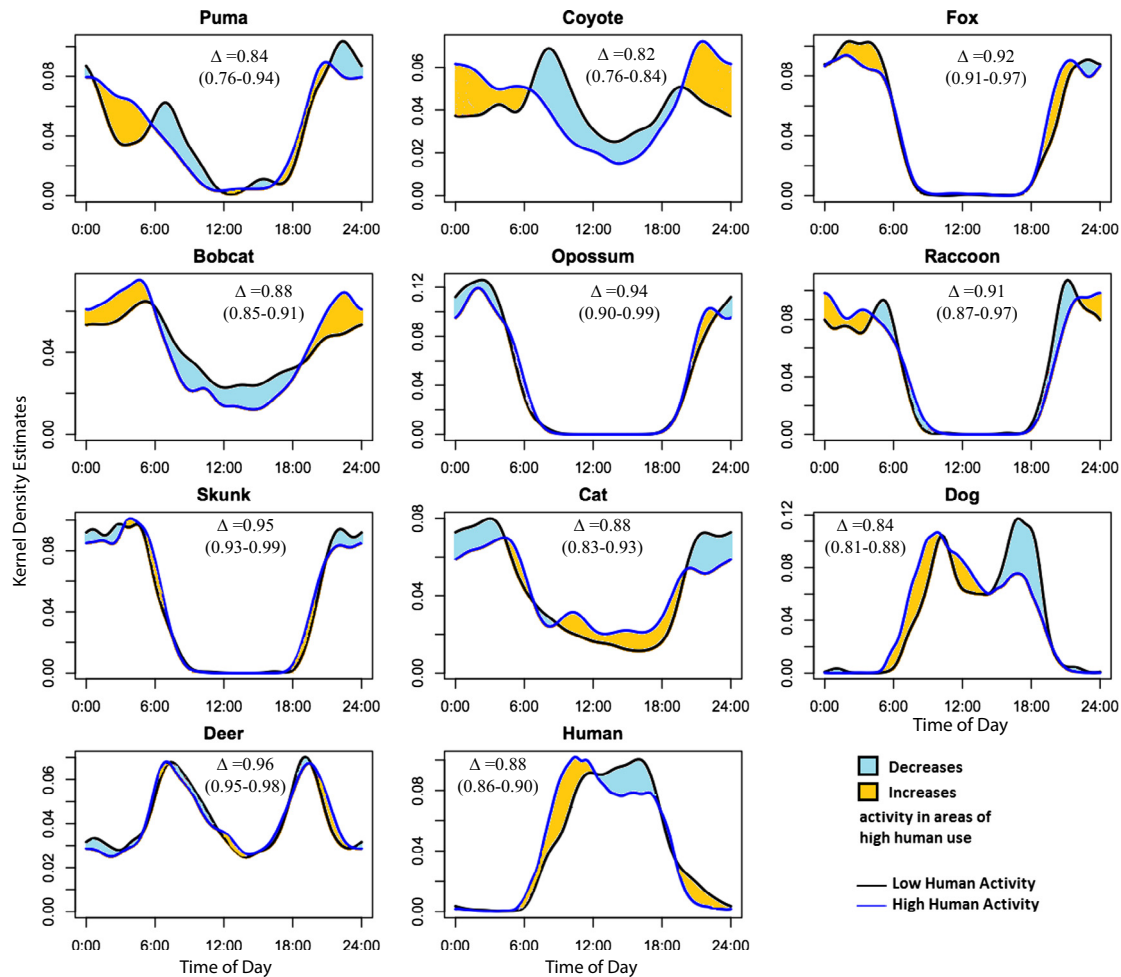 Puma
Δ =0.84
(0.76-0.94)
0.00 0.04 0.08
0:00 6:00 12:00 18:00 24:00
Coyote
Δ =0.82
(0.76-0.84)
0.00 0.02 0.04 0.06
0:00 6:00 12:00 18:00 24:00
Fox
Δ =0.92
(0.91-0.97)
0.00 0.04 0.08
0:00 6:00 12:00 18:00 24:00
Bobcat
Δ =0.88
(0.85-0.91)
0.00 0.04
0:00 6:00 12:00 18:00 24:00
Opossum
Δ =0.94
(0.90-0.99)
0.00 0.04 0.08 0.12
0:00 6:00 12:00 18:00 24:00
Raccoon
Δ =0.91
(0.87-0.97)
0.00 0.04 0.08
0:00 6:00 12:00 18:00 24:00
Kernel Density Estimates
Skunk
Δ =0.95
(0.93-0.99)
0.00 0.04 0.08
0:00 6:00 12:00 18:00 24:00
Cat
Δ =0.88
(0.83-0.93)
0.00 0.02 0.04 0.06 0.08
0:00 6:00 12:00 18:00 24:00
Dog
Δ =0.84
(0.81-0.88)
0.00 0.04 0.08 0.12
0:00 6:00 12:00 18:00 24:00
Time of Day
Deer
Δ =0.96
(0.95-0.98)
0.00 0.02 0.04 0.06
0:00 6:00 12:00 18:00 24:00
Time of Day
Human
Δ =0.88
(0.86-0.90)
0.00 0.04 0.08
0:00 6:00 12:00 18:00 24:00
Time of Day
Decreases
Increases
activity in areas of
high human use
Low Human Activity
High Human Activity